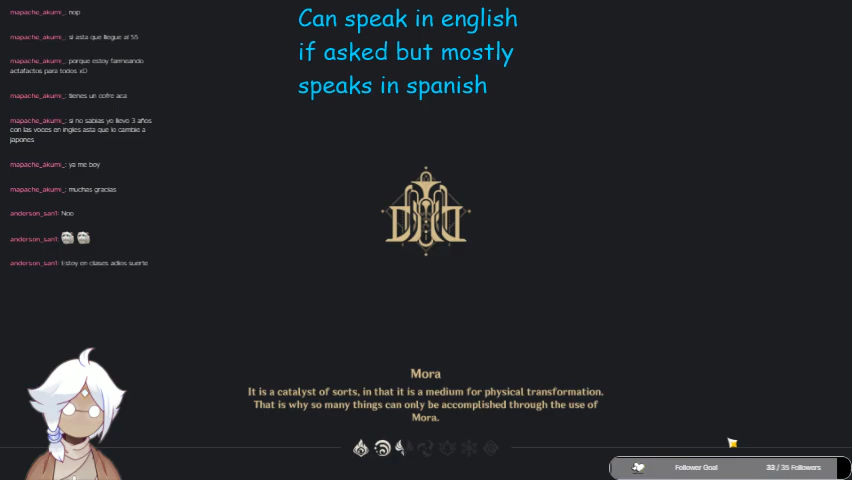 mapache_akumi_: nop
mapache_akumi_: si asta que llegue al 55
mapache_akumi_: porque estoy farmeando
actafactos para todos xD
mapache_akumi_: tienes un cofre aca
mapache_akumi_: si no sabias yo llevo 3 años
con las voces en ingles asta que lo cambie a
japones
mapache_akumi_: ya me boy
mapache_akumi_: muchas gracias
anderson_san1: Noo
anderson_san1:
anderson_san1: Estoy en clases adios suerte
Can speak in english
if asked but mostly
speaks in spanish
Mora
It is a catalyst of sorts, in that it is a medium for physical transformation.
That is why so many things can only be accomplished through the use of
Mora.
Follower Goal
33 / 35 Followers